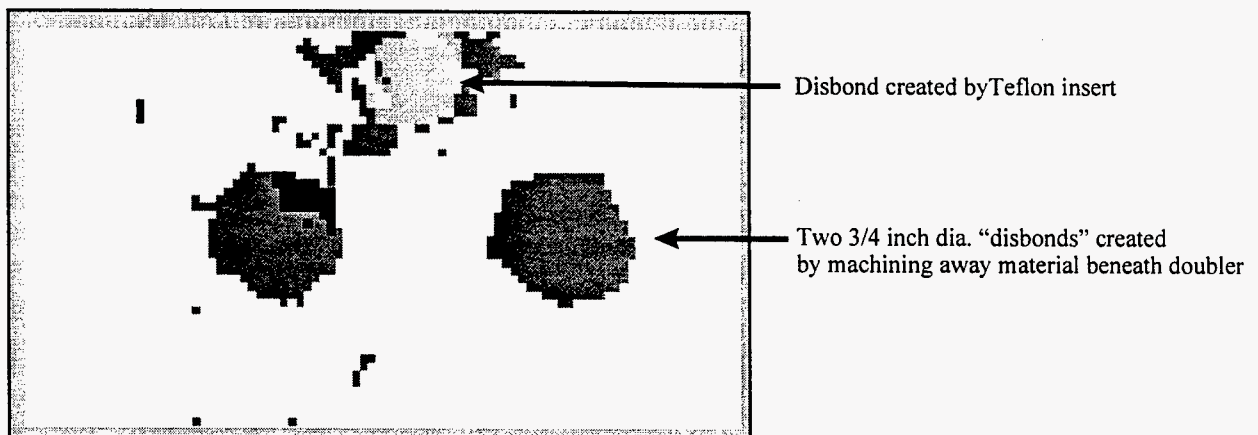 Disbond created byTeflon insert
Two 3/4 inch dia. “disbonds” created
by machining away material beneath doubler